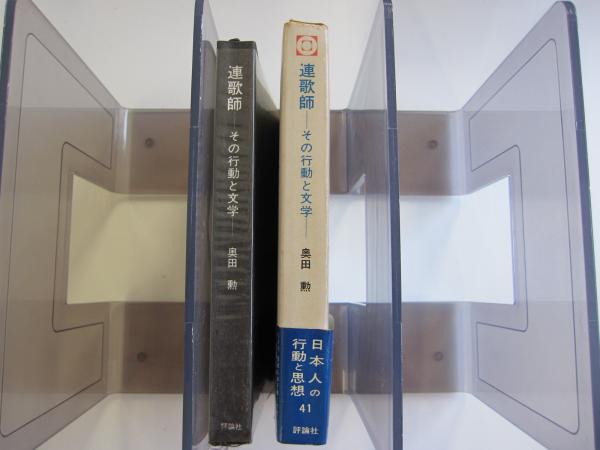 連歌師
―その行動と文学―
奥田 勲
評論社
連歌師
―その行動と文学―
奥田 勲
日本人の
行動と思想
41
評論社